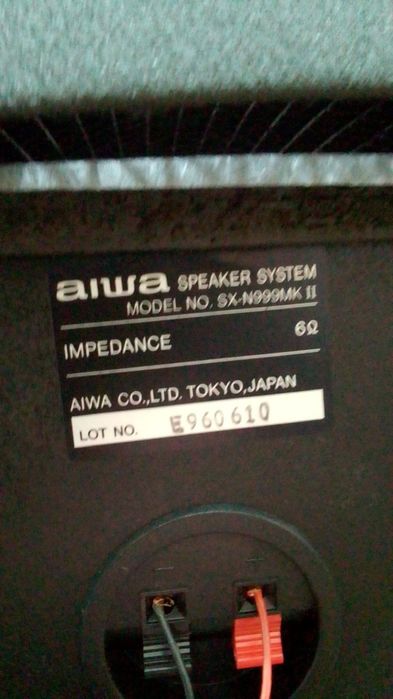 aiwa SPEAKER SYSTEM
MODEL NO. SX-N999MK II
IMPEDANCE 6Ω
AIWA CO.,LTD. TOKYO,JAPAN
LOT NO. E960610